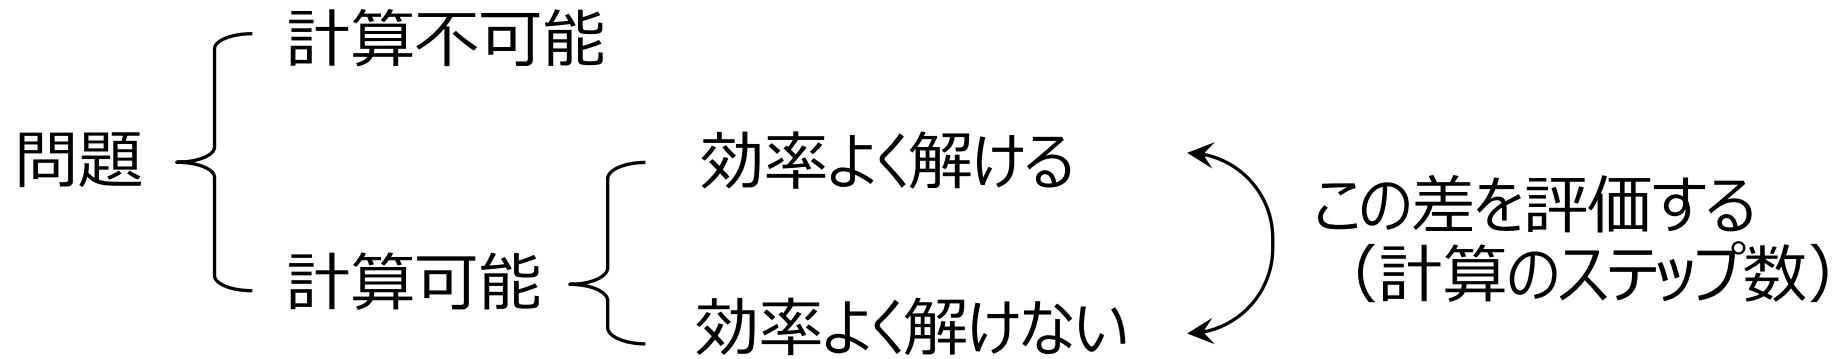 計算不可能
問題
効率よく解ける
この差を評価する
（計算のステップ数）
計算可能
効率よく解けない